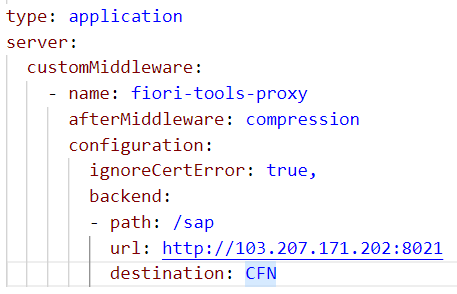 type: application
server:
  customMiddleware:
    - name: fiori-tools-proxy
      afterMiddleware: compression
      configuration:
        ignoreCertError: true,
        backend:
        - path: /sap
          url: http://103.207.171.202:8021
          destination: CFN